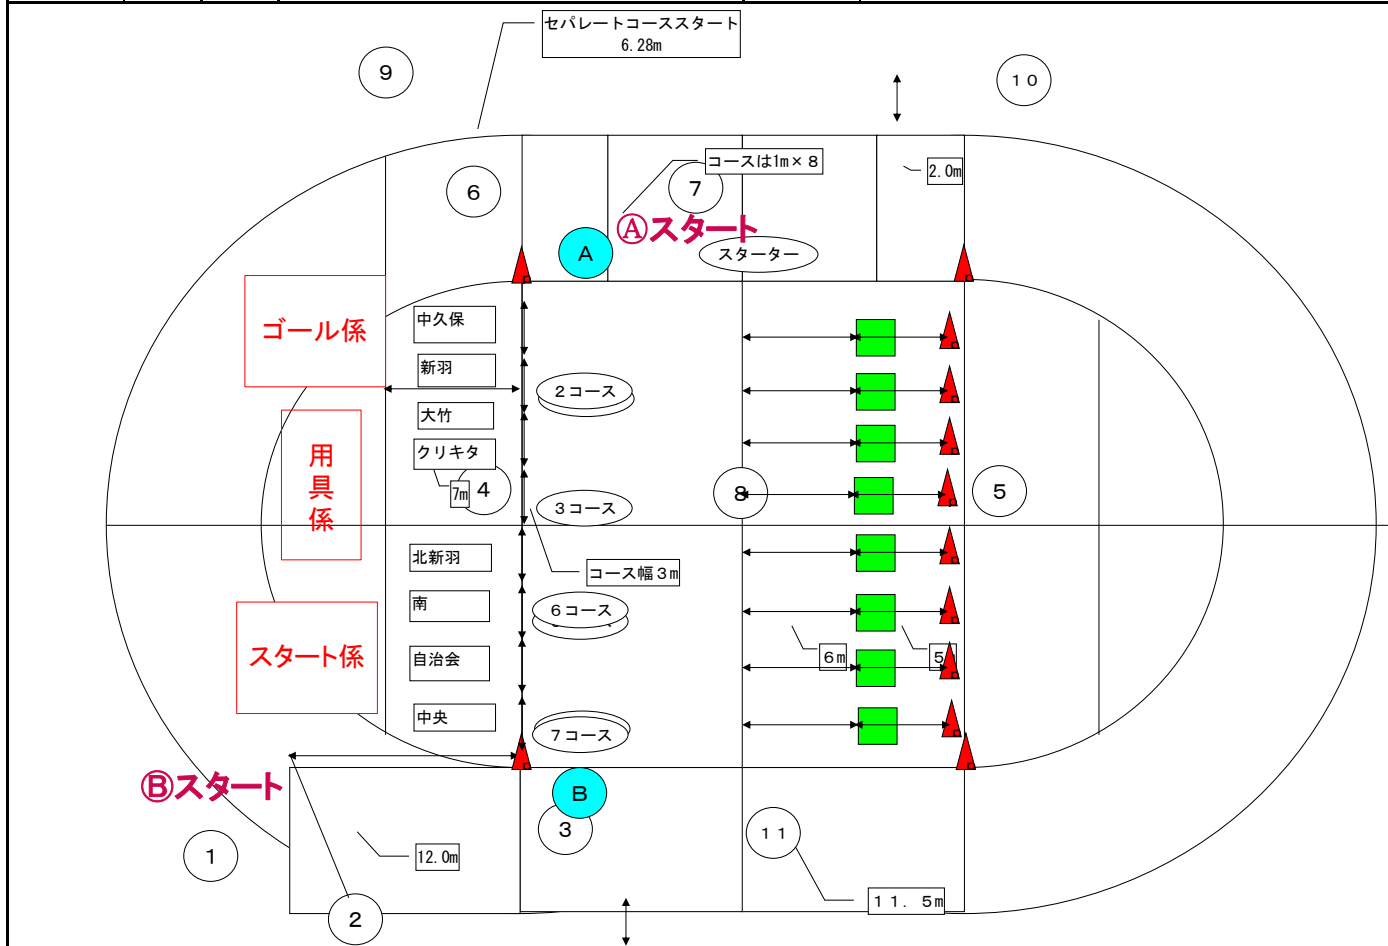 セパレートコーススタート
6.28m
9
10
コースは1m×8
2.0m
6
7
Ⓐスタート
A
スターター
ゴール係
中久保
新羽
2コース
大竹
用具係
クリキタ
7m
4
8
5
3コース
北新羽
コース幅3m
南
6コース
スタート係
自治会
6m
5
中央
7コース
Ⓑスタート
B
3
11
1
12.0m
11.5m
2